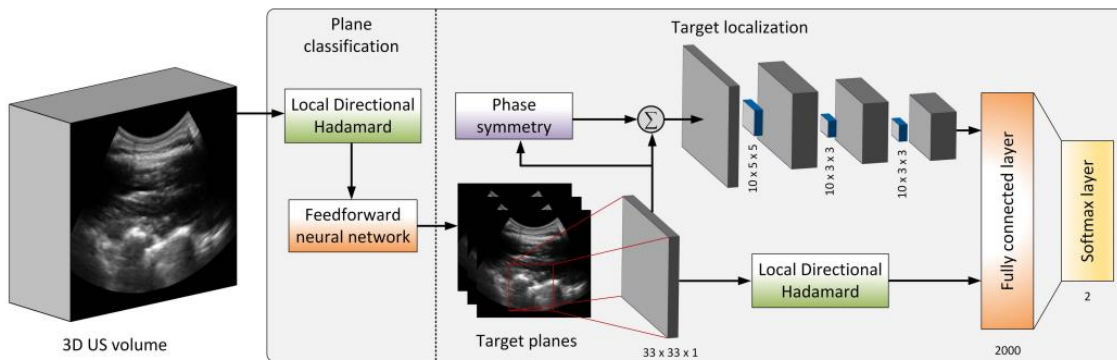 Plane
classification
Target localization
Local Directional
Hadamard
Phase
symmetry
Σ
10 x 5 x 5
10 x 3 x 3
10 x 3 x 3
Feedforward
neural network
Fully connected layer
Softmax layer
Local Directional
Hadamard
2
3D US volume
Target planes
33 x 33 x 1
2000